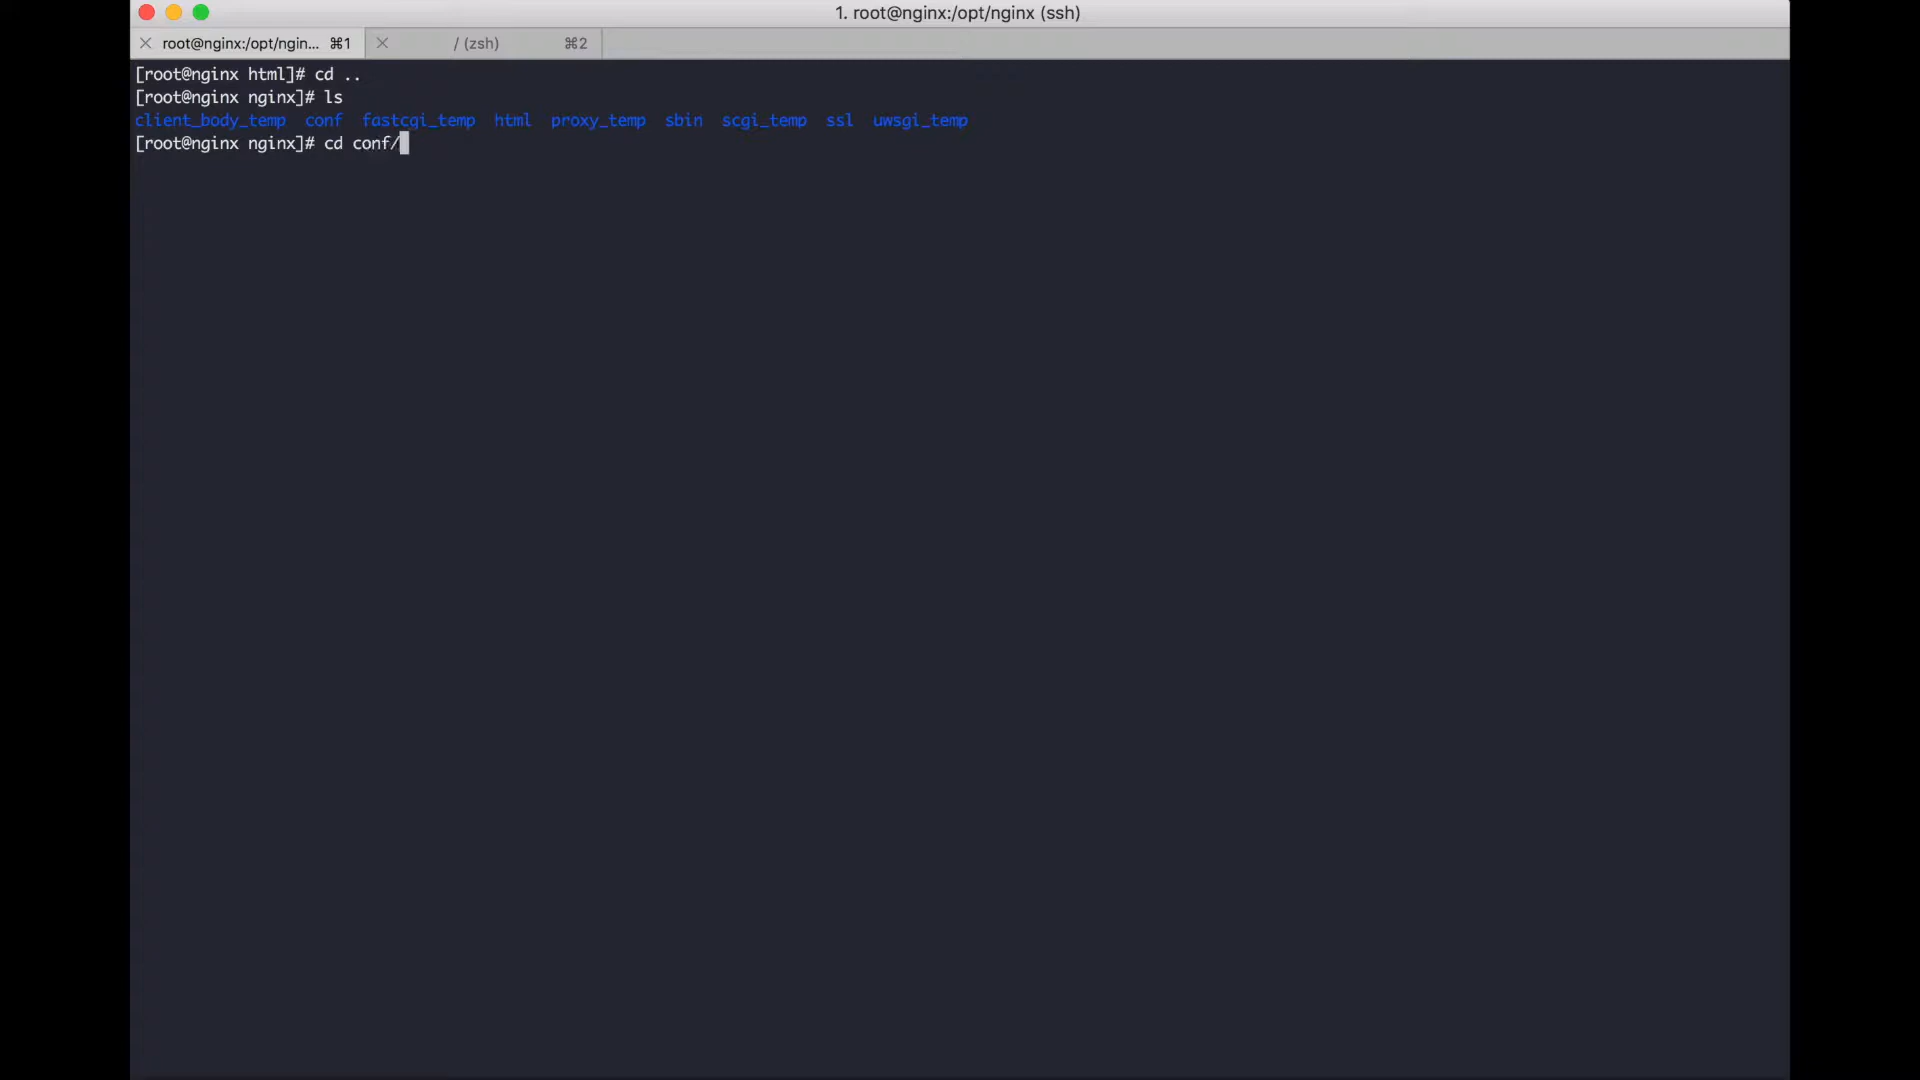 1. root@nginx:/opt/nginx (ssh)
root@nginx:/opt/ngin... ⌘1 / (zsh) ⌘2
[root@nginx html]# cd ..
[root@nginx nginx]# ls
client_body_temp conf fastcgi_temp html proxy_temp sbin scgi_temp ssl uwsgi_temp
[root@nginx nginx]# cd conf/